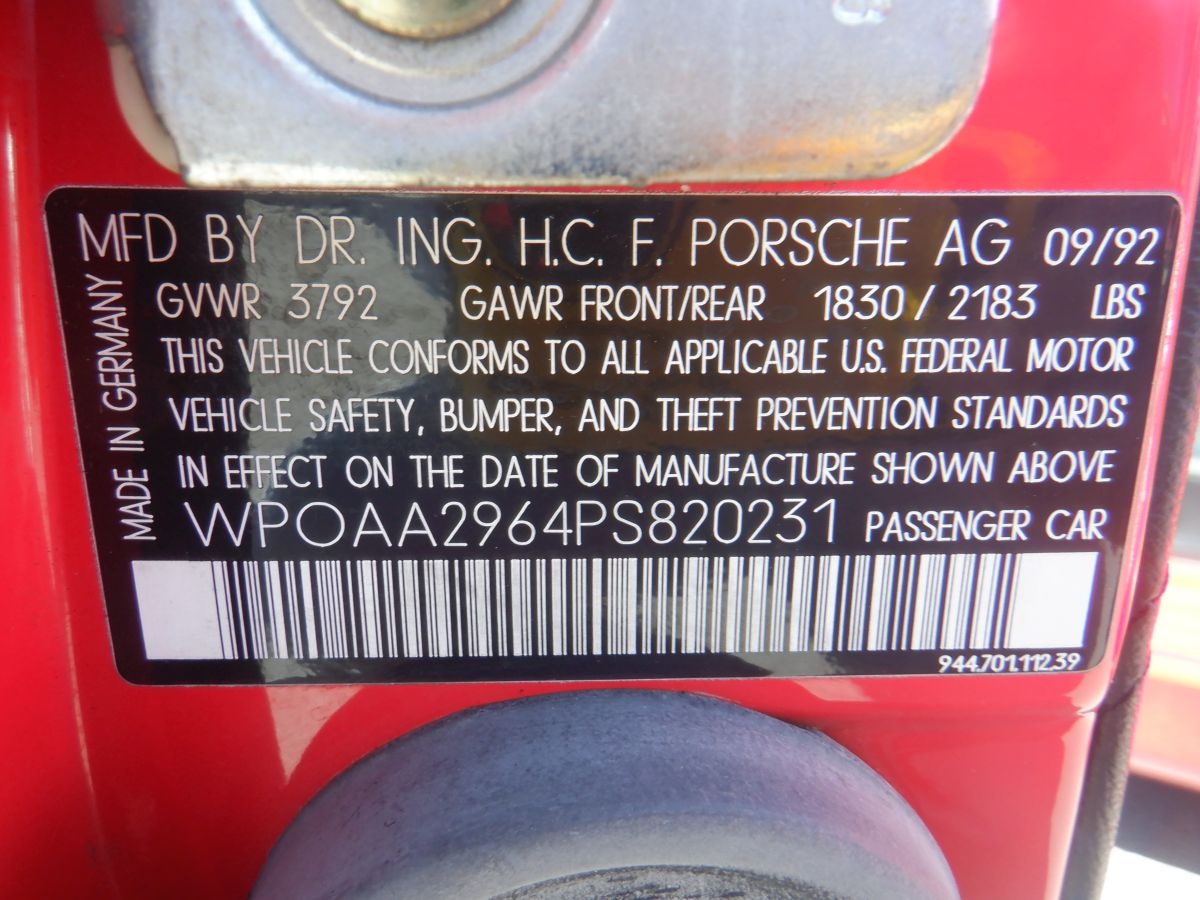 MFD BY DR. ING. H.C. F. PORSCHE AG 09/92
GVWR 3792 GAWR FRONT/REAR 1830 / 2183 LBS
THIS VEHICLE CONFORMS TO ALL APPLICABLE U.S. FEDERAL MOTOR
VEHICLE SAFETY, BUMPER, AND THEFT PREVENTION STANDARDS
IN EFFECT ON THE DATE OF MANUFACTURE SHOWN ABOVE
WP0AA2964PS820231 PASSENGER CAR
944.701.112.39
MADE IN GERMANY